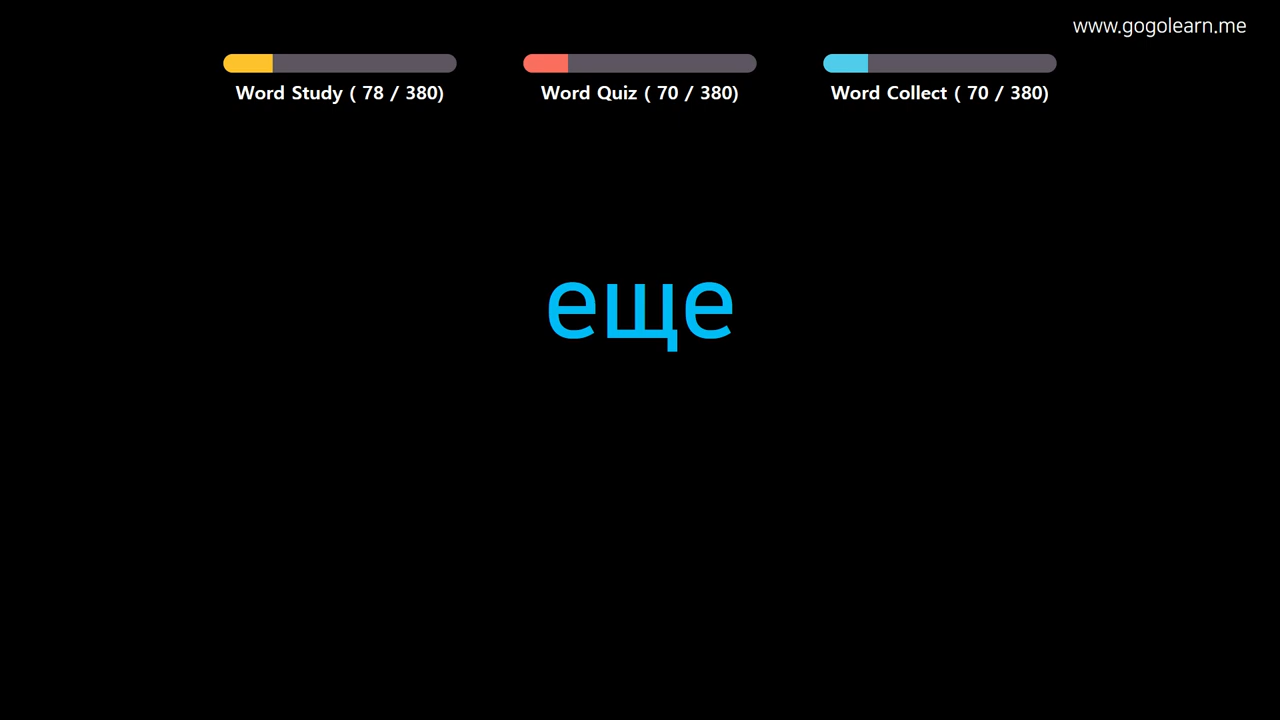 www.gogolearn.me
Word Study ( 78 / 380)
Word Quiz ( 70 / 380)
Word Collect ( 70 / 380)
еще